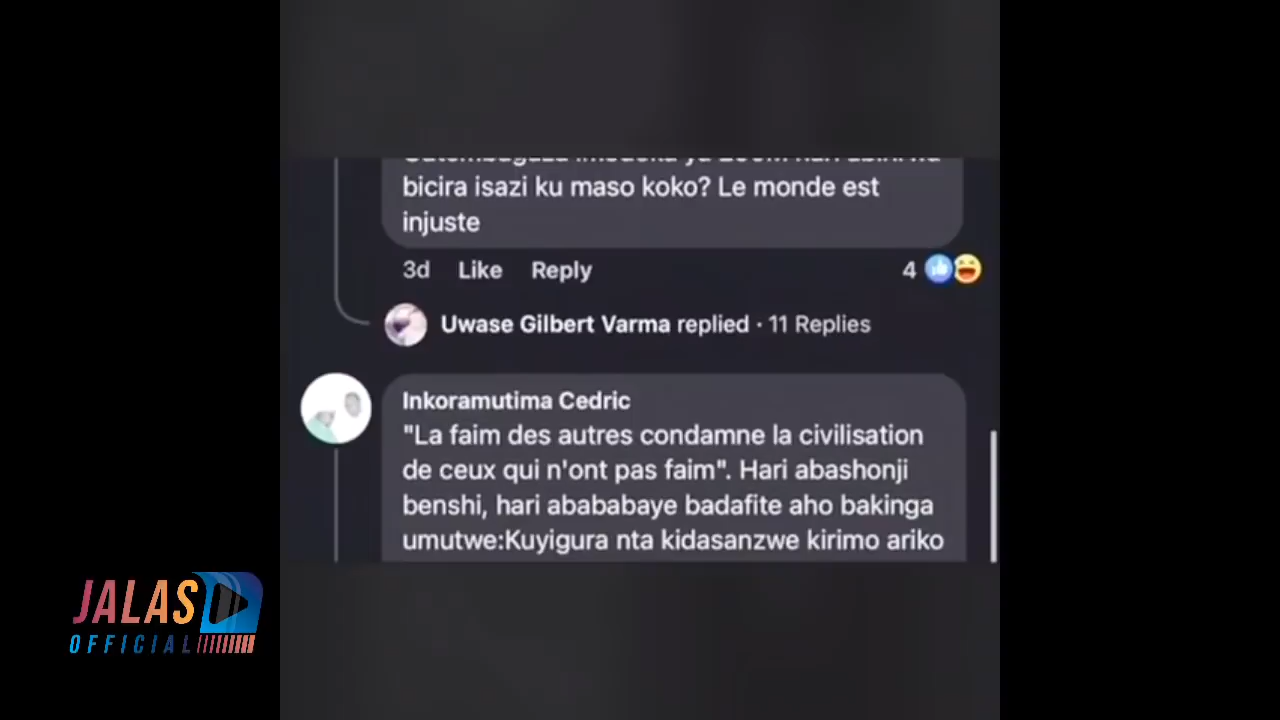 bicira isazi ku maso koko? Le monde est
injuste
3d Like Reply 4
Uwase Gilbert Varma replied · 11 Replies
Inkoramutima Cedric
"La faim des autres condamne la civilisation
de ceux qui n'ont pas faim". Hari abashonji
benshi, hari abababaye badafite aho bakinga
umutwe:Kuyigura nta kidasanzwe kirimo ariko
JALAS
OFFICIAL